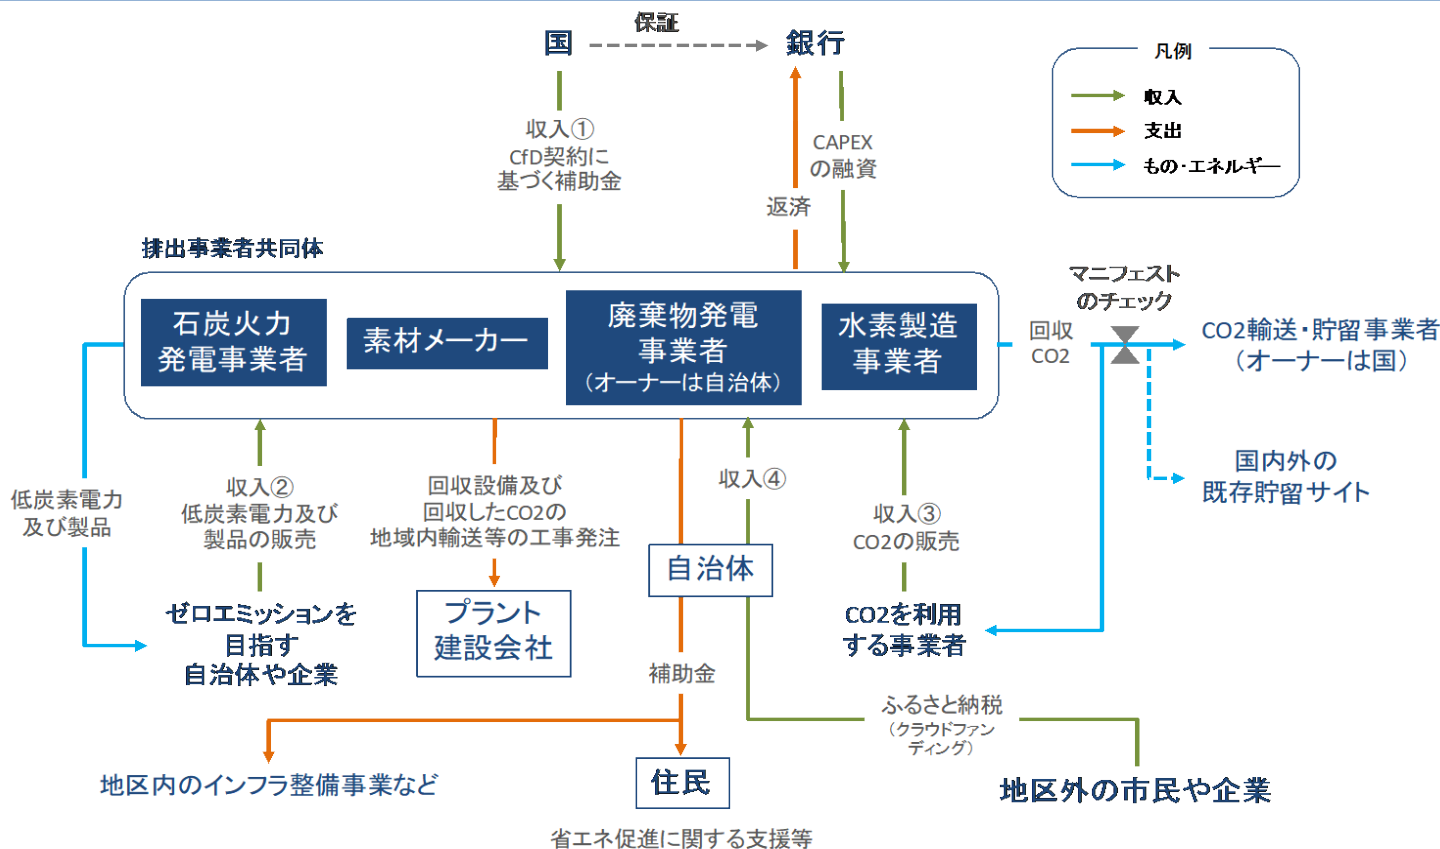 保証
国
銀行
凡例
収入
支出
もの・エネルギー
収入①
CfD契約に
基づく補助金
CAPEX
の融資
返済
排出事業者共同体
石炭火力
発電事業者
素材メーカー
廃棄物発電
事業者
（オーナーは自治体）
水素製造
事業者
回収
CO2
マニフェスト
のチェック
CO2輸送・貯留事業者
（オーナーは国）
国内外の
既存貯留サイト
低炭素電力
及び製品
収入②
低炭素電力及び
製品の販売
回収設備及び
回収したCO2の
地域内輸送等の工事発注
収入④
収入③
CO2の販売
自治体
ゼロエミッションを
目指す
自治体や企業
プラント
建設会社
CO2を利用
する事業者
補助金
ふるさと納税
（クラウドファン
ディング）
地区内のインフラ整備事業など
住民
地区外の市民や企業
省エネ促進に関する支援等